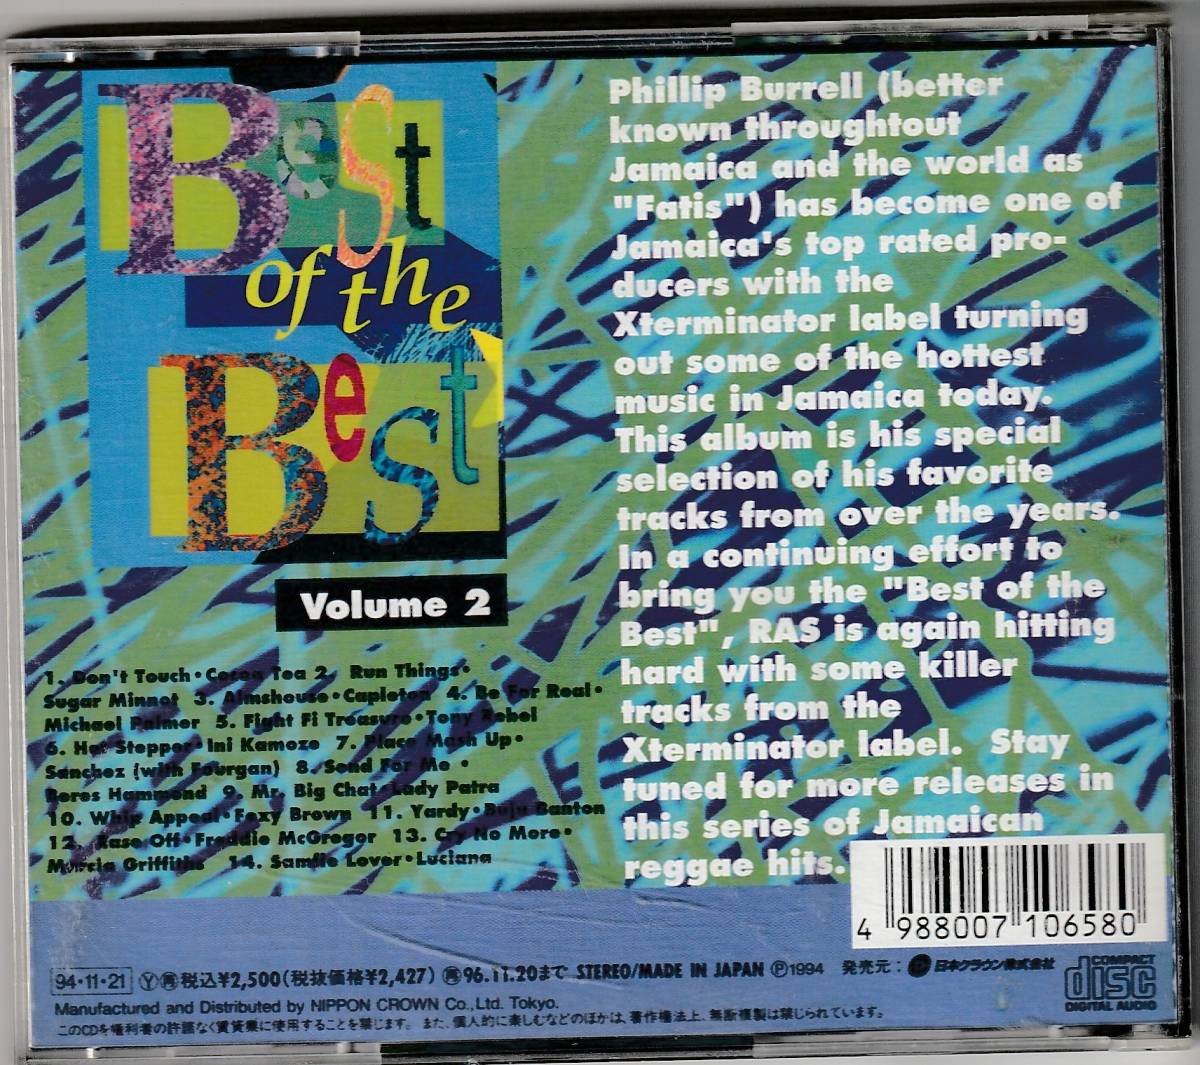 Best
of the
Best
Volume 2
1. Don't Touch•Cocoa Tea 2. Run Things•
Sugar Minnot 3. Almshouse•Capleton 4. Be For Real•
Michael Palmer 5. Fight Fi Treasure•Tony Rebel
6. Hot Stepper•Ini Kamoze 7. Place Mash Up•
Sanchez (with Fourgan) 8. Send For Me •
Beres Hammond 9. Mr. Big Chat•Lady Patra
10. Whip Appeal•Foxy Brown 11. Yardy•Buju Banton
12. Rase Off•Freddie McGregor 13. Cry No More•
Marcia Griffiths 14. Samfie Lover•Luciana
Phillip Burrell (better
known throughtout
Jamaica and the world as
"Fatis") has become one of
Jamaica's top rated pro-
ducers with the
Xterminator label turning
out some of the hottest
music in Jamaica today.
This album is his special
selection of his favorite
tracks from over the years.
In a continuing effort to
bring you the "Best of the
Best", RAS is again hitting
hard with some killer
tracks from the
Xterminator label. Stay
tuned for more releases in
this series of Jamaican
reggae hits.
4 988007 106580
94・11・21 Ⓨ㊢税込¥2,500(税抜価格¥2,427) ㊢96.11.20まで STEREO/MADE IN JAPAN Ⓟ1994 発売元：日本クラウン株式会社
COMPACT
disc
DIGITAL AUDIO
Manufactured and Distributed by NIPPON CROWN Co.,Ltd. Tokyo.
このCDを権利者の許諾なく賃貸業に使用することを禁じます。また、個人的に楽しむなどのほかは、著作権法上、無断複製は禁じられています。